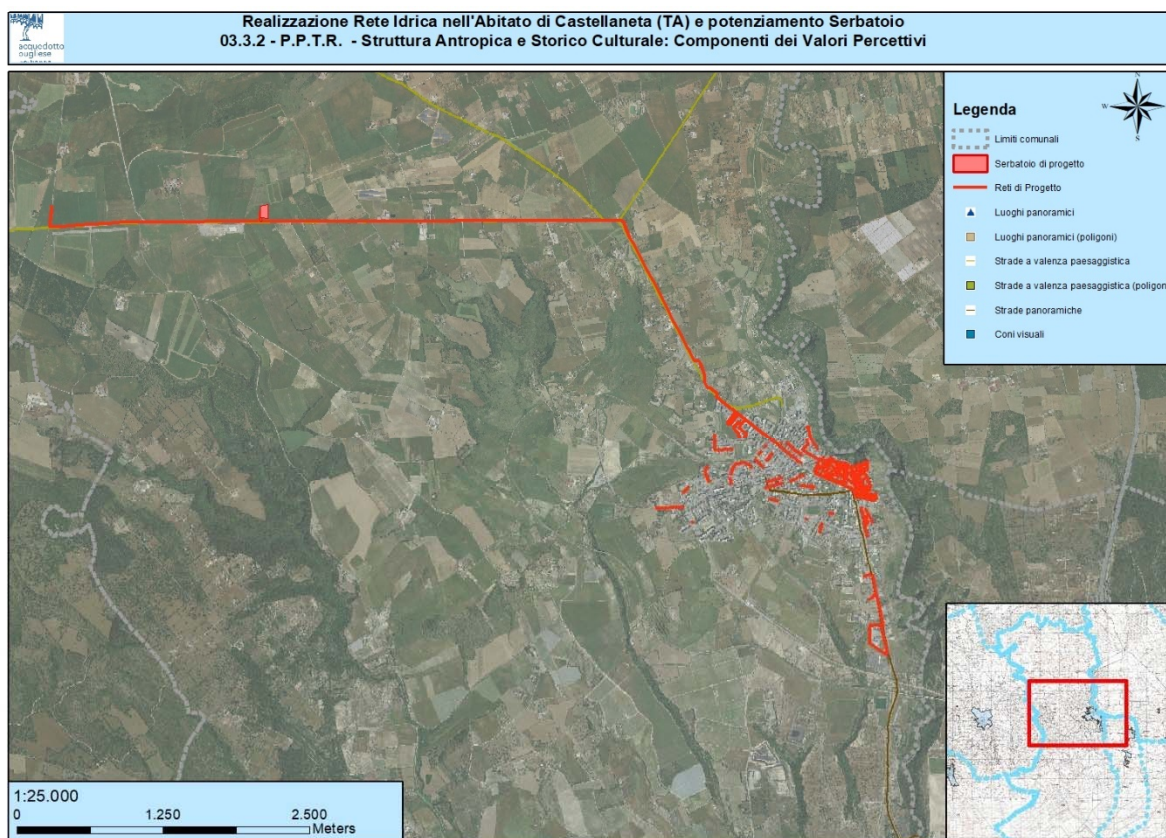 Realizzazione Rete Idrica nell'Abitato di Castellaneta (TA) e potenziamento Serbatoio
03.3.2 - P.P.T.R. - Struttura Antropica e Storico Culturale: Componenti dei Valori Percettivi
acquedotto
pugliese
N
W
Legenda
Limiti comunali
Serbatoio di progetto
Reti di Progetto
Luoghi panoramici
Luoghi panoramici (poligoni)
Strade a valenza paesaggistica
Strade a valenza paesaggistica (poligon
Strade panoramiche
Coni visuali
1:25.000
0 1.250 2.500
Meters